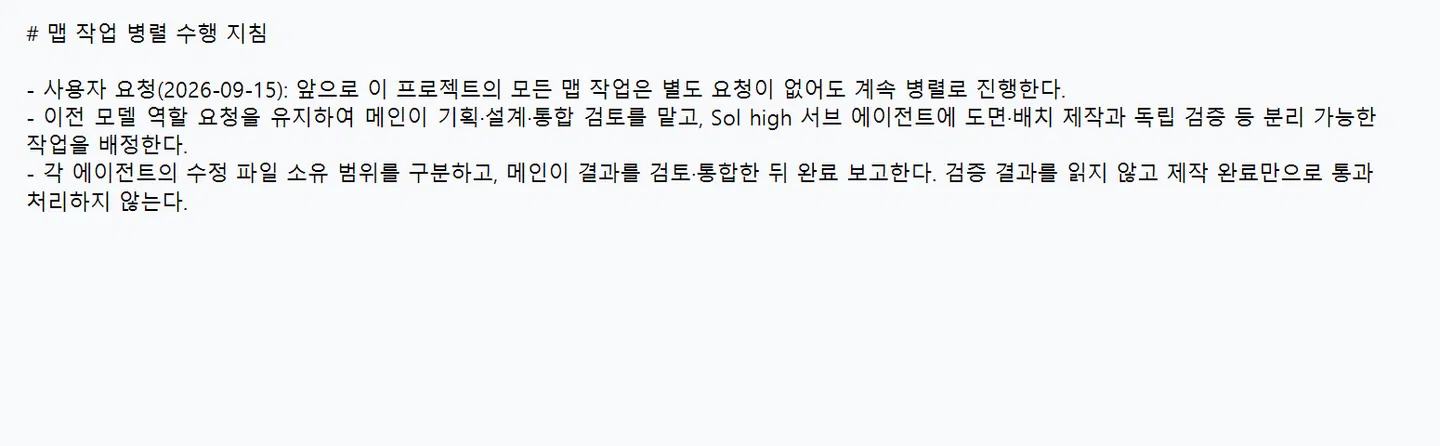 # 맵 작업 병렬 수행 지침
- 사용자 요청(2026-09-15): 앞으로 이 프로젝트의 모든 맵 작업은 별도 요청이 없어도 계속 병렬로 진행한다.
- 이전 모델 역할 요청을 유지하여 메인이 기획·설계·통합 검토를 맡고, Sol high 서브 에이전트에 도면·배치 제작과 독립 검증 등 분리 가능한
작업을 배정한다.
- 각 에이전트의 수정 파일 소유 범위를 구분하고, 메인이 결과를 검토·통합한 뒤 완료 보고한다. 검증 결과를 읽지 않고 제작 완료만으로 통과
처리하지 않는다.